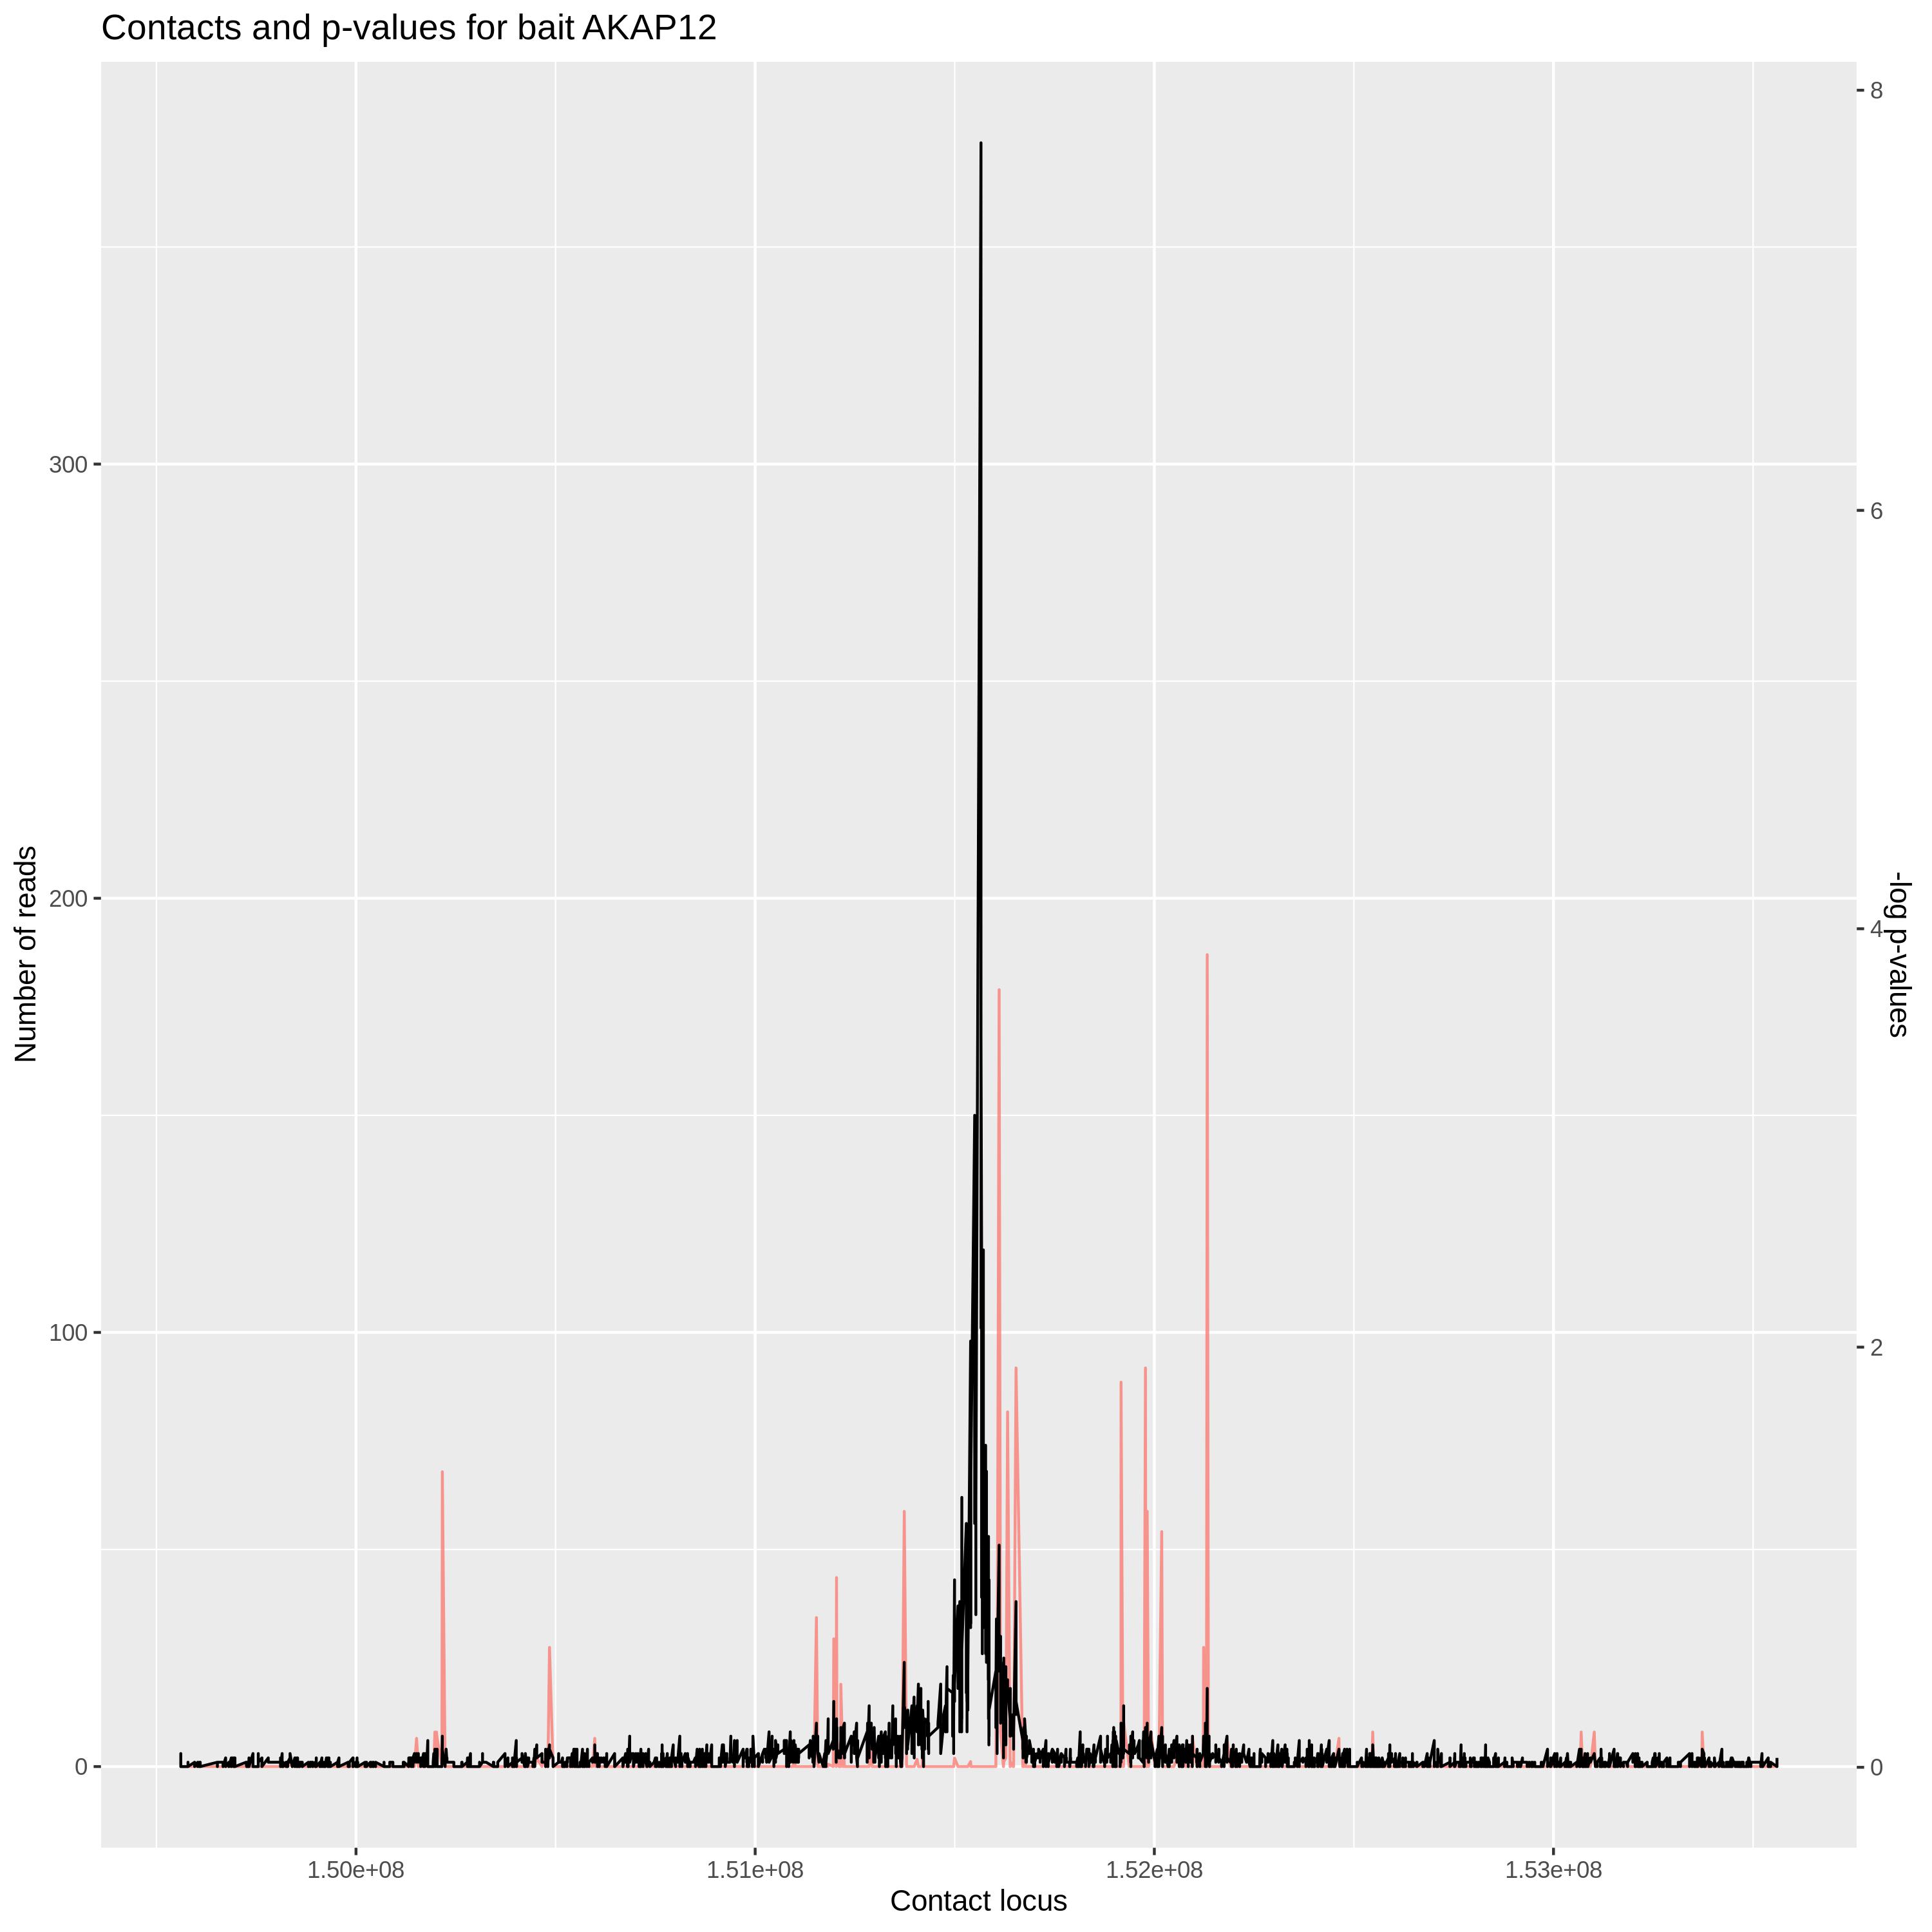 Contacts and p-values for bait AKAP12
Number of reads
300
200
100
0
8
6
4
2
0
-log p-values
1.50e+08
1.51e+08
1.52e+08
1.53e+08
Contact locus